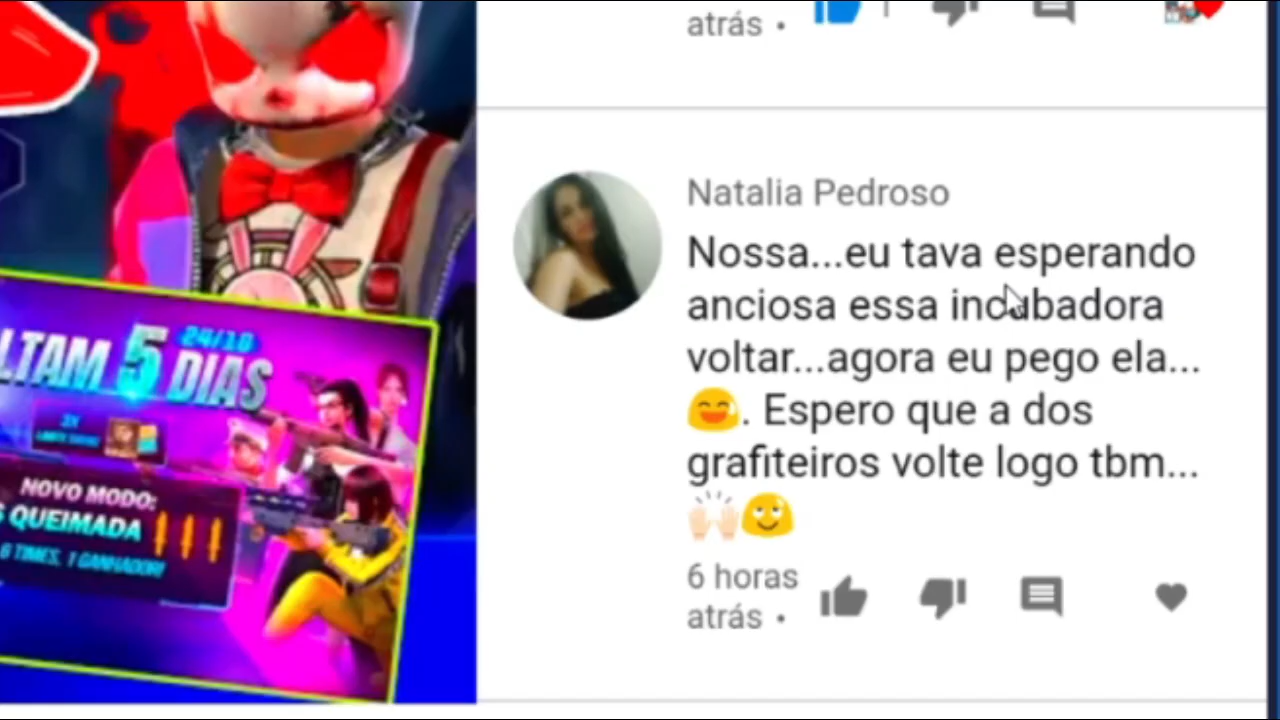 atrás •
Natalia Pedroso
Nossa...eu tava esperando
anciosa essa incubadora
voltar...agora eu pego ela...
😅. Espero que a dos
grafiteiros volte logo tbm...
🙌🏻🥲
6 horas
atrás •
LTAM 5 DIAS
24/10
NOVO MODO:
S QUEIMADA
6 TIMES, 1 GANHADOR!